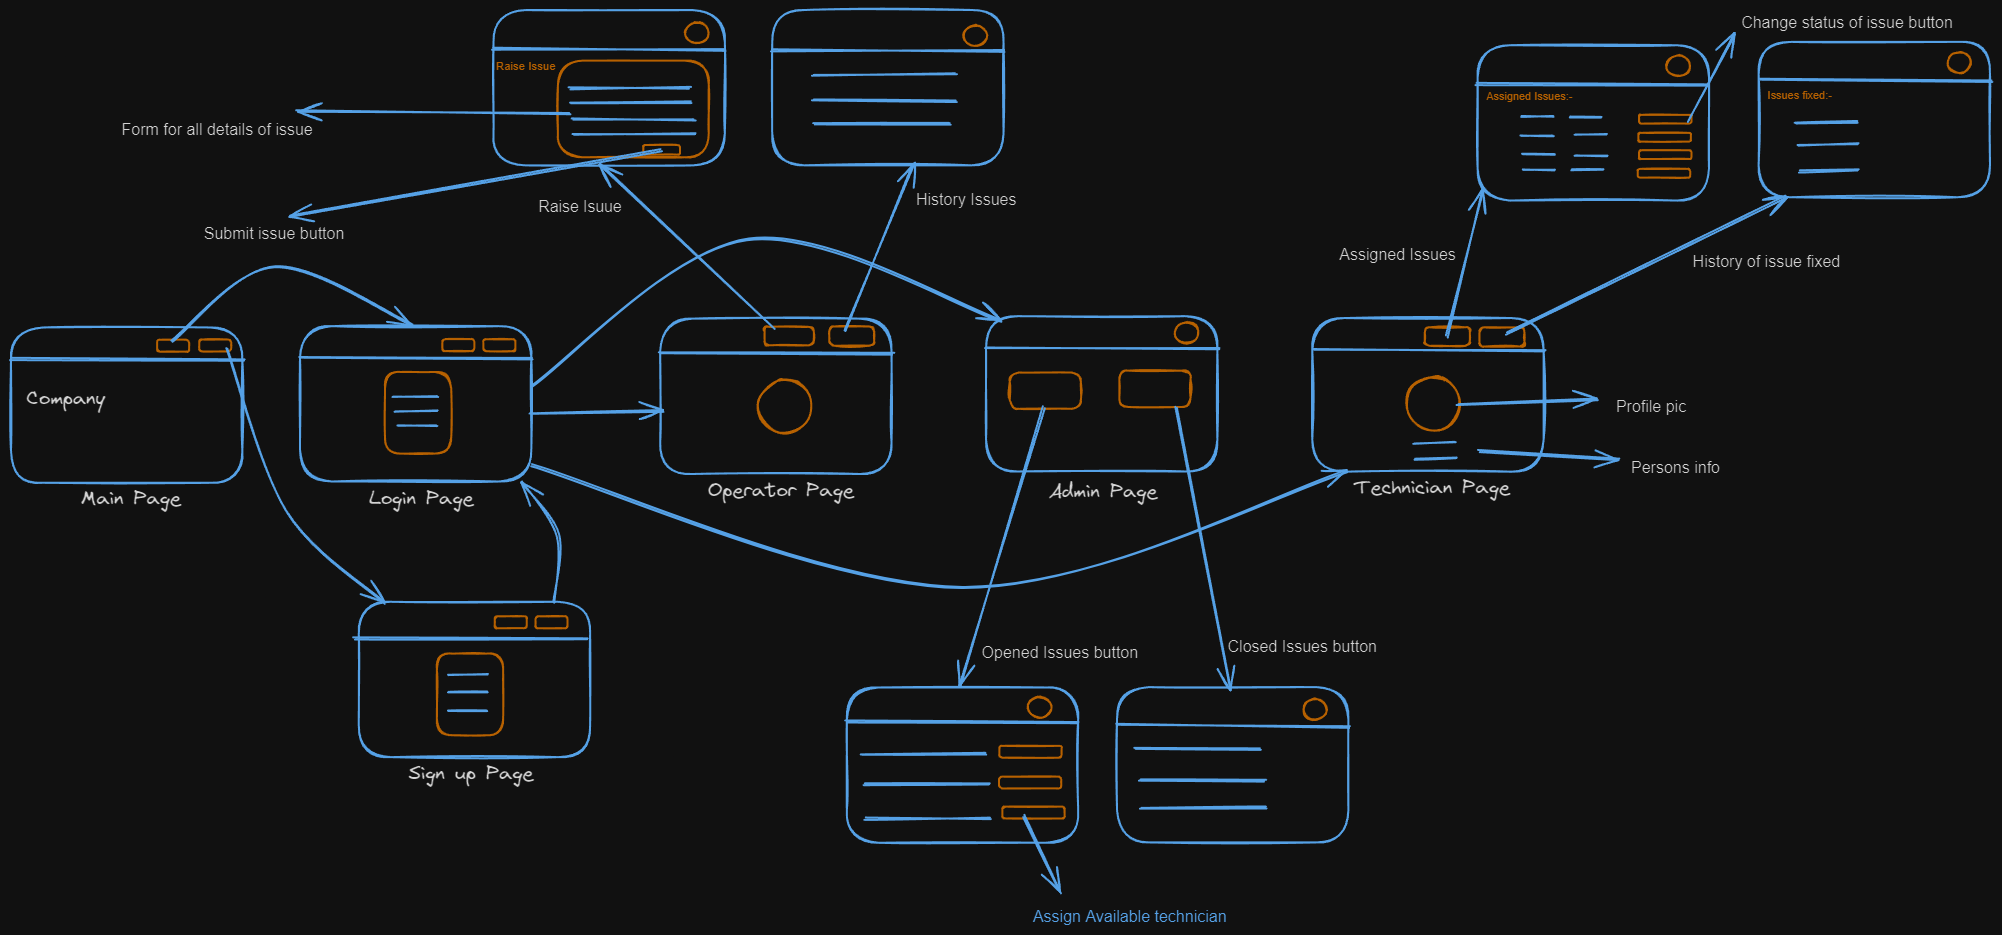 Change status of issue button
Raise Issue
Assigned Issues:-
Issues fixed:-
Form for all details of issue
Raise Isuue
History Issues
Submit issue button
Assigned Issues
History of issue fixed
Company
Profile pic
Persons info
Main Page
Login Page
Operator Page
Admin Page
Technician Page
Opened Issues button
Closed Issues button
Sign up Page
Assign Available technician